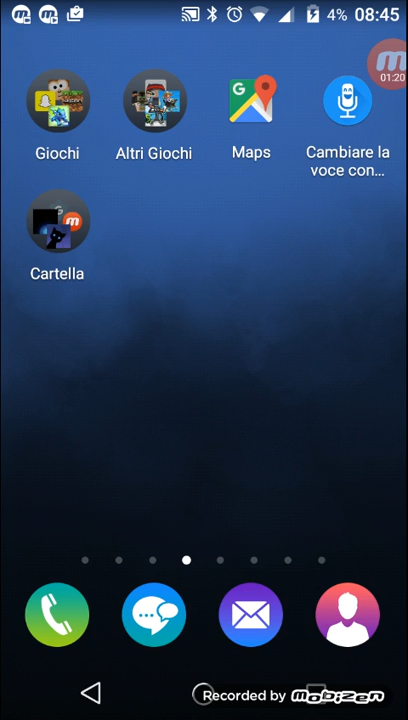 4% 08:45
01:20
Giochi
Altri Giochi
Maps
Cambiare la
voce con...
Cartella
Recorded by mobizen